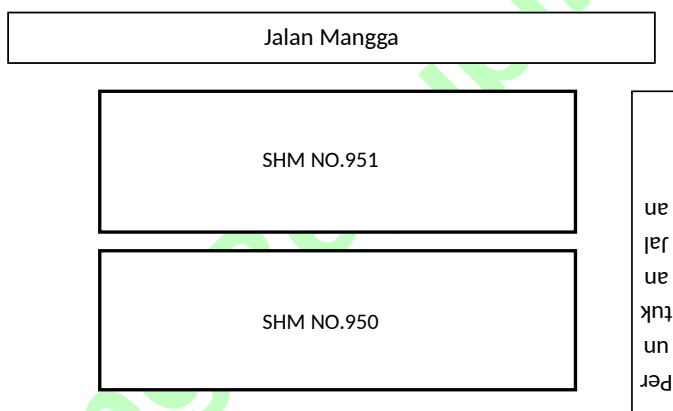 Jalan Mangga
SHM NO.951
SHM NO.950
Per
un
tuk
an
Jal
an